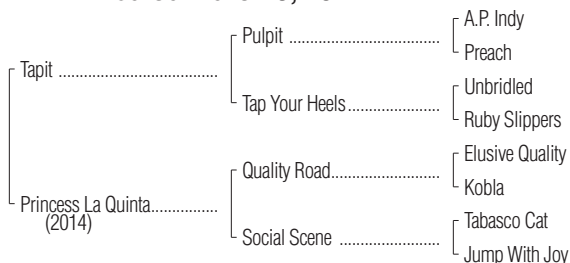 A.P. Indy
Pulpit ........................................
Preach
Tapit ..........................................
Unbridled
Tap Your Heels.........................
Ruby Slippers
Elusive Quality
Quality Road.............................
Kobla
Princess La Quinta.................
(2014)
Tabasco Cat
Social Scene ...........................
Jump With Joy